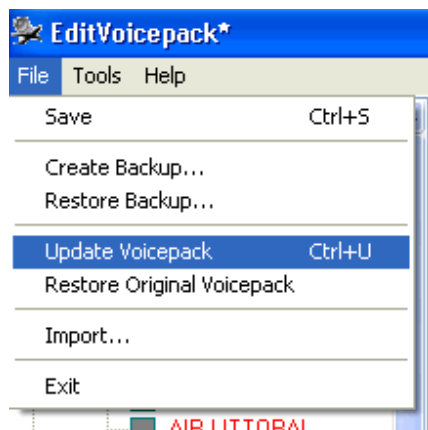 EditVoicepack*
File Tools Help
Save Ctrl+S
Create Backup...
Restore Backup...
Update Voicepack Ctrl+U
Restore Original Voicepack
Import...
Exit
AIR LITTORAL